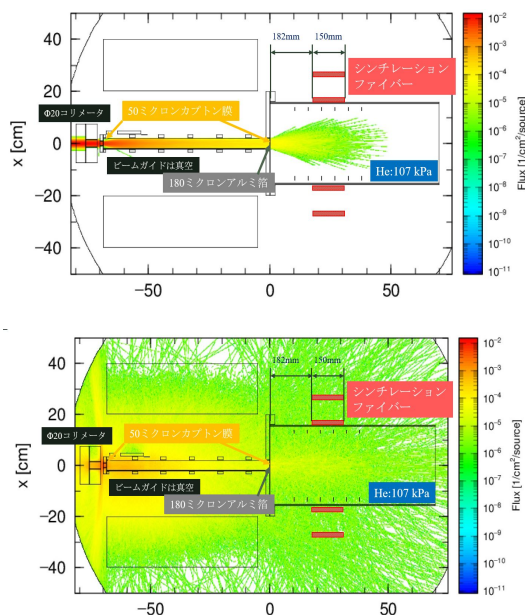 182mm
150mm
シンチレーション
ファイバー
Φ20コリメータ
50ミクロンカプトン膜
ビームガイドは真空
180ミクロンアルミ箔
He:107 kPa
x [cm]
40
20
0
−20
−40
−50
0
50
10⁻²
10⁻³
10⁻⁴
10⁻⁵
10⁻⁶
10⁻⁷
10⁻⁸
10⁻⁹
10⁻¹⁰
10⁻¹¹
Flux [1/cm²/source]
182mm
150mm
シンチレーション
ファイバー
Φ20コリメータ
50ミクロンカプトン膜
ビームガイドは真空
180ミクロンアルミ箔
He:107 kPa
x [cm]
40
20
0
−20
−40
−50
0
50
10⁻²
10⁻³
10⁻⁴
10⁻⁵
10⁻⁶
10⁻⁷
10⁻⁸
10⁻⁹
10⁻¹⁰
10⁻¹¹
Flux [1/cm²/source]